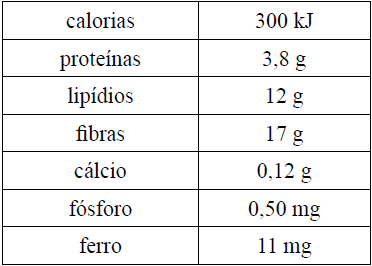 calorias 300 kJ
proteínas 3,8 g
lipídios 12 g
fibras 17 g
cálcio 0,12 g
fósforo 0,50 mg
ferro 11 mg